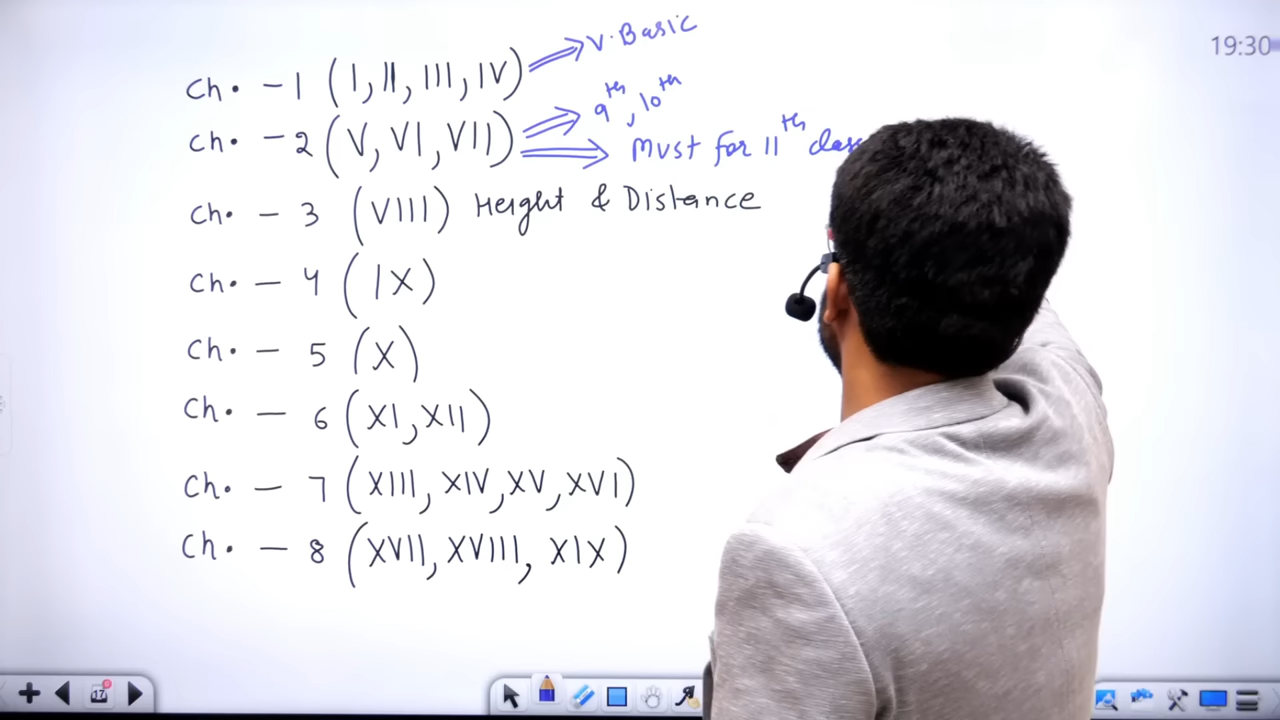 19:30
Ch. - 1 (I, II, III, IV) ⇒ V. Basic
Ch. - 2 (V, VI, VII) ⇒ 9th, 10th
⇒ Must for 11th class
Ch. - 3 (VIII) Height & Distance
Ch. - 4 (IX)
Ch. - 5 (X)
Ch. - 6 (XI, XII)
Ch. - 7 (XIII, XIV, XV, XVI)
Ch. - 8 (XVII, XVIII, XIX)
17